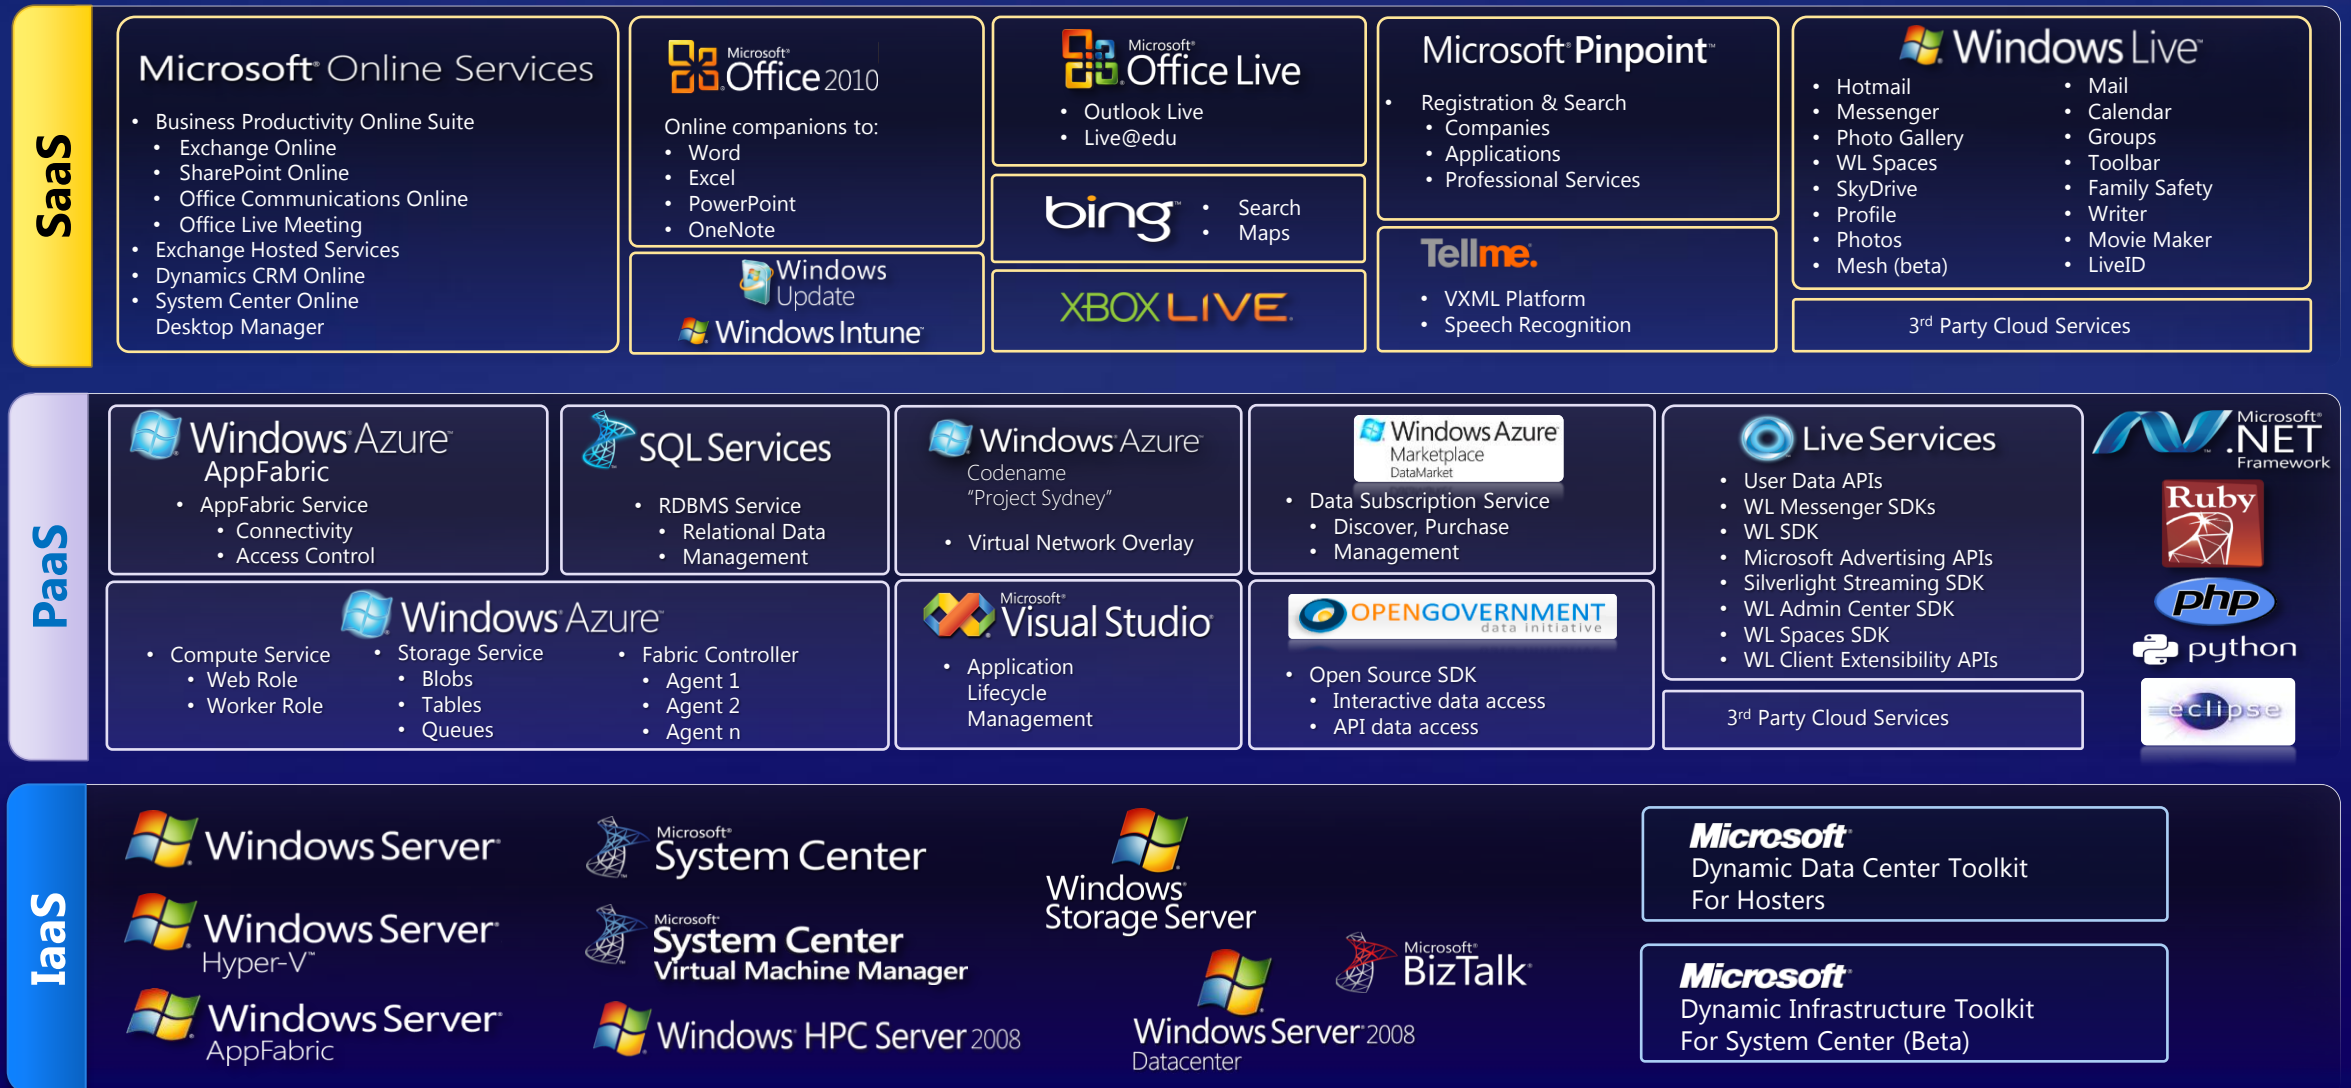 SaaS
Microsoft® Online Services
• Business Productivity Online Suite
• Exchange Online
• SharePoint Online
• Office Communications Online
• Office Live Meeting
• Exchange Hosted Services
• Dynamics CRM Online
• System Center Online
Desktop Manager
Microsoft®
Office 2010
Online companions to:
• Word
• Excel
• PowerPoint
• OneNote
Windows
Update
Windows Intune™
Microsoft®
Office Live
• Outlook Live
• Live@edu
bing™
• Search
• Maps
XBOX LIVE
Microsoft® Pinpoint™
• Registration & Search
• Companies
• Applications
• Professional Services
Tellme.
• VXML Platform
• Speech Recognition
Windows Live™
• Hotmail
• Messenger
• Photo Gallery
• WL Spaces
• SkyDrive
• Profile
• Photos
• Mesh (beta)
• Mail
• Calendar
• Groups
• Toolbar
• Family Safety
• Writer
• Movie Maker
• LiveID
3rd Party Cloud Services
PaaS
Windows® Azure™
AppFabric
• AppFabric Service
• Connectivity
• Access Control
SQL Services
• RDBMS Service
• Relational Data
• Management
Windows® Azure™
Codename
“Project Sydney”
• Virtual Network Overlay
Windows Azure™
Marketplace
DataMarket
• Data Subscription Service
• Discover, Purchase
• Management
Live Services
• User Data APIs
• WL Messenger SDKs
• WL SDK
• Microsoft Advertising APIs
• Silverlight Streaming SDK
• WL Admin Center SDK
• WL Spaces SDK
• WL Client Extensibility APIs
3rd Party Cloud Services
Windows® Azure™
• Compute Service
• Web Role
• Worker Role
• Storage Service
• Blobs
• Tables
• Queues
• Fabric Controller
• Agent 1
• Agent 2
• Agent n
Microsoft®
Visual Studio®
• Application
Lifecycle
Management
OPENGOVERNMENT
data initiative
• Open Source SDK
• Interactive data access
• API data access
Microsoft®
.NET
Framework
Ruby
php
python
eclipse
IaaS
Windows Server®
Windows Server®
Hyper-V™
Windows Server®
AppFabric
Microsoft®
System Center
Microsoft®
System Center
Virtual Machine Manager
Windows® HPC Server 2008
Windows®
Storage Server
Windows Server® 2008
Datacenter
Microsoft®
BizTalk®
Microsoft®
Dynamic Data Center Toolkit
For Hosters
Microsoft®
Dynamic Infrastructure Toolkit
For System Center (Beta)